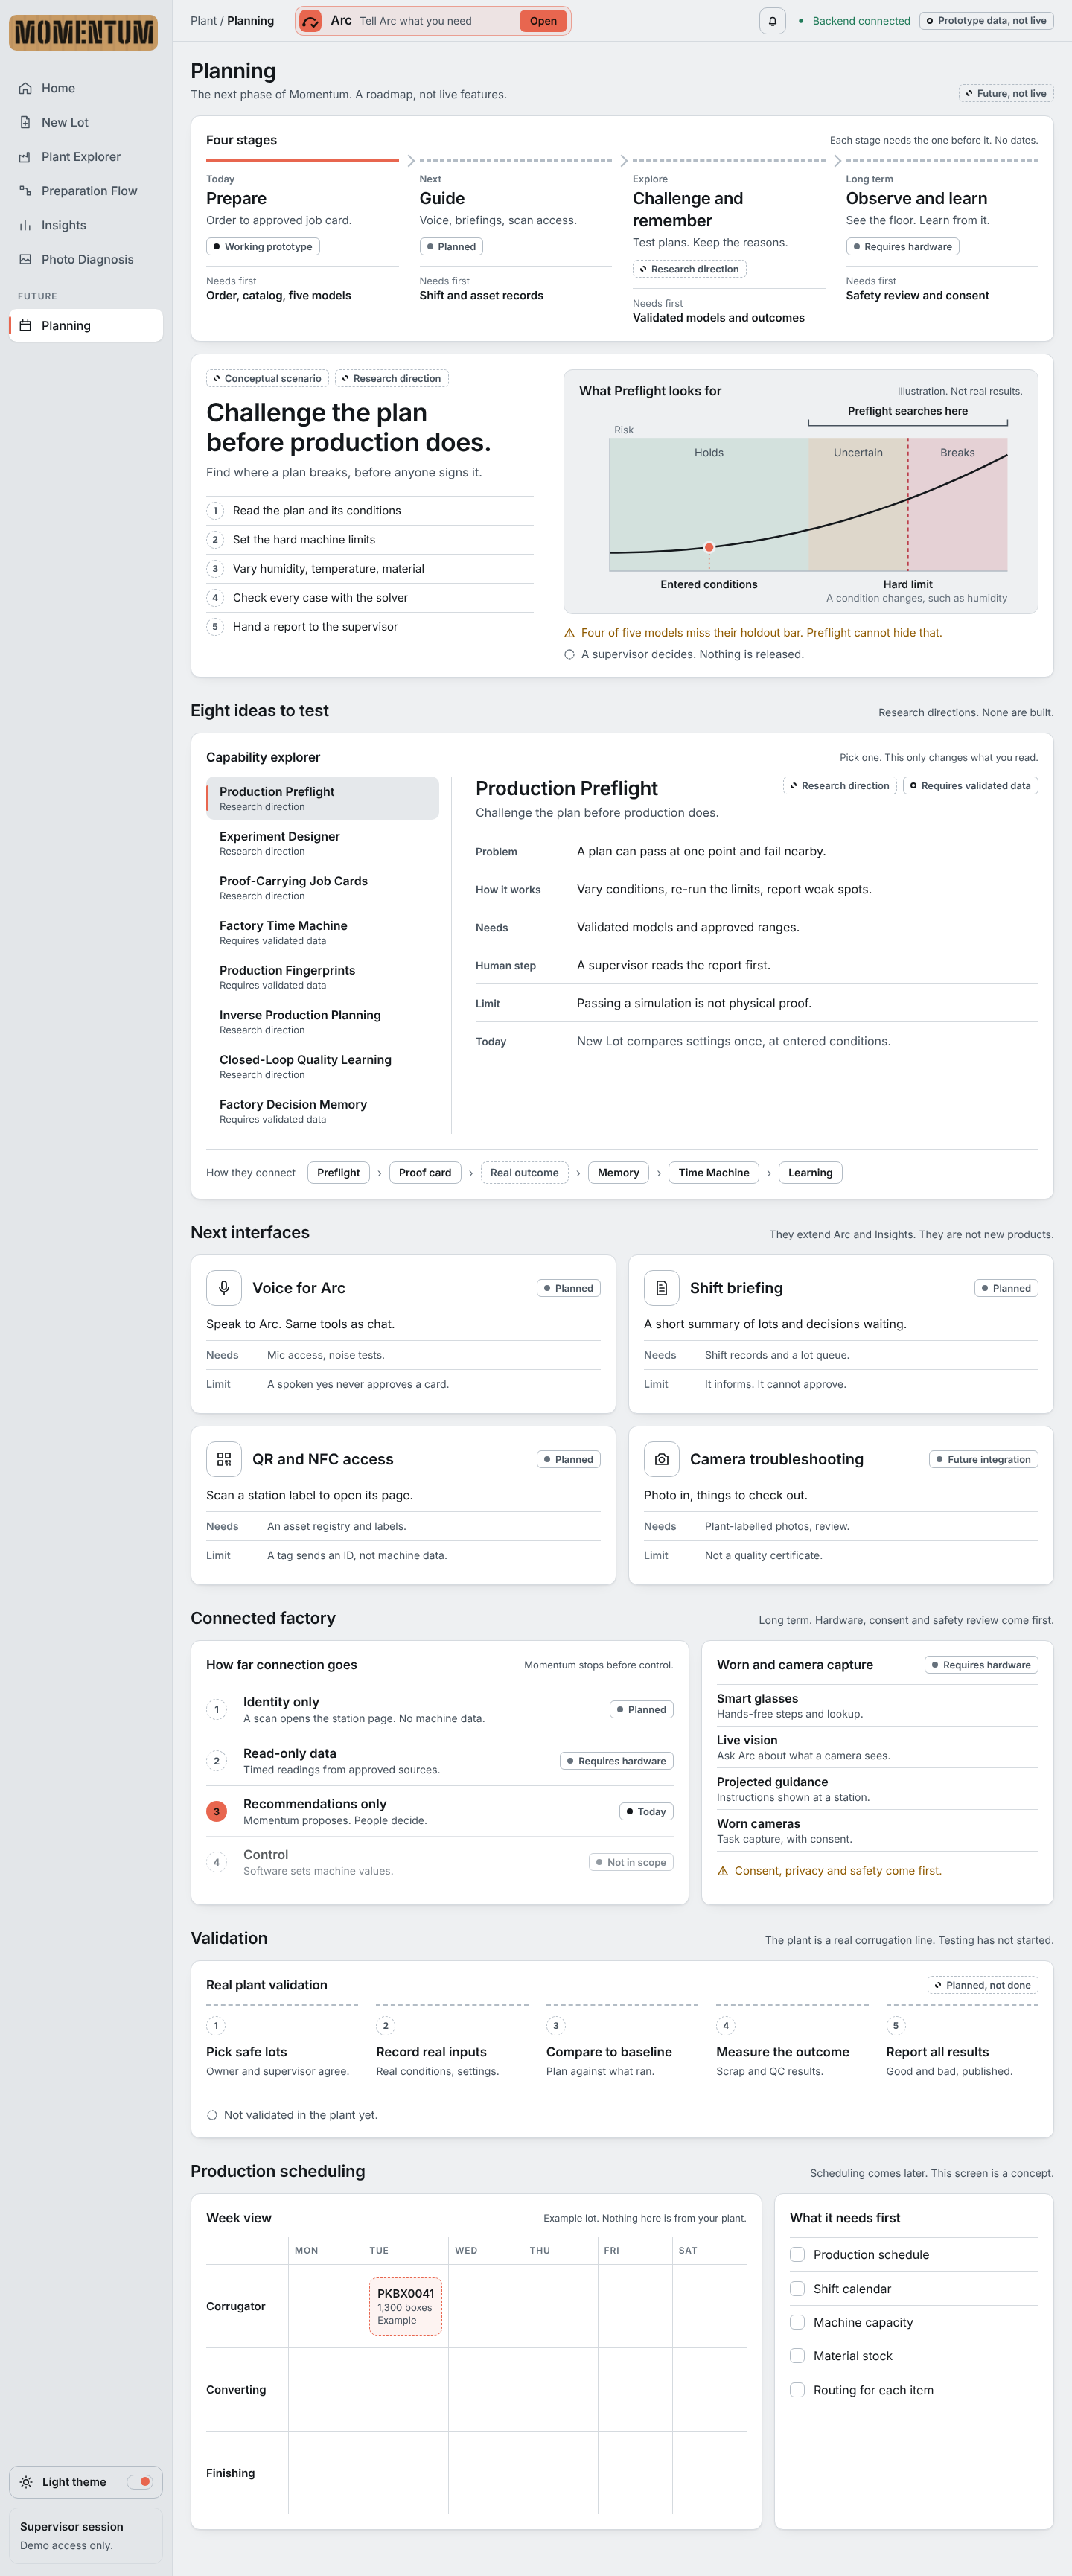 MOMENTUM
Home
New Lot
Plant Explorer
Preparation Flow
Insights
Photo Diagnosis
FUTURE
Planning
Light theme
Supervisor session
Demo access only.
Plant / Planning
Arc Tell Arc what you need Open
Backend connected
Prototype data, not live
Planning
The next phase of Momentum. A roadmap, not live features.
Future, not live
Four stages
Each stage needs the one before it. No dates.
Today
Prepare
Order to approved job card.
Working prototype
Needs first
Order, catalog, five models
Next
Guide
Voice, briefings, scan access.
Planned
Needs first
Shift and asset records
Explore
Challenge and
remember
Test plans. Keep the reasons.
Research direction
Needs first
Validated models and outcomes
Long term
Observe and learn
See the floor. Learn from it.
Requires hardware
Needs first
Safety review and consent
Conceptual scenario
Research direction
Challenge the plan
before production does.
Find where a plan breaks, before anyone signs it.
1 Read the plan and its conditions
2 Set the hard machine limits
3 Vary humidity, temperature, material
4 Check every case with the solver
5 Hand a report to the supervisor
What Preflight looks for
Illustration. Not real results.
Preflight searches here
Risk
Holds
Uncertain
Breaks
Entered conditions
Hard limit
A condition changes, such as humidity
Four of five models miss their holdout bar. Preflight cannot hide that.
A supervisor decides. Nothing is released.
Eight ideas to test
Research directions. None are built.
Capability explorer
Pick one. This only changes what you read.
Production Preflight
Research direction
Experiment Designer
Research direction
Proof-Carrying Job Cards
Research direction
Factory Time Machine
Requires validated data
Production Fingerprints
Requires validated data
Inverse Production Planning
Research direction
Closed-Loop Quality Learning
Research direction
Factory Decision Memory
Requires validated data
Production Preflight
Research direction
Requires validated data
Challenge the plan before production does.
Problem A plan can pass at one point and fail nearby.
How it works Vary conditions, re-run the limits, report weak spots.
Needs Validated models and approved ranges.
Human step A supervisor reads the report first.
Limit Passing a simulation is not physical proof.
Today New Lot compares settings once, at entered conditions.
How they connect Preflight › Proof card › Real outcome › Memory › Time Machine › Learning
Next interfaces
They extend Arc and Insights. They are not new products.
Voice for Arc
Planned
Speak to Arc. Same tools as chat.
Needs Mic access, noise tests.
Limit A spoken yes never approves a card.
Shift briefing
Planned
A short summary of lots and decisions waiting.
Needs Shift records and a lot queue.
Limit It informs. It cannot approve.
QR and NFC access
Planned
Scan a station label to open its page.
Needs An asset registry and labels.
Limit A tag sends an ID, not machine data.
Camera troubleshooting
Future integration
Photo in, things to check out.
Needs Plant-labelled photos, review.
Limit Not a quality certificate.
Connected factory
Long term. Hardware, consent and safety review come first.
How far connection goes
Momentum stops before control.
1 Identity only
A scan opens the station page. No machine data.
Planned
2 Read-only data
Timed readings from approved sources.
Requires hardware
3 Recommendations only
Momentum proposes. People decide.
Today
4 Control
Software sets machine values.
Not in scope
Worn and camera capture
Requires hardware
Smart glasses
Hands-free steps and lookup.
Live vision
Ask Arc about what a camera sees.
Projected guidance
Instructions shown at a station.
Worn cameras
Task capture, with consent.
Consent, privacy and safety come first.
Validation
The plant is a real corrugation line. Testing has not started.
Real plant validation
Planned, not done
1
Pick safe lots
Owner and supervisor agree.
2
Record real inputs
Real conditions, settings.
3
Compare to baseline
Plan against what ran.
4
Measure the outcome
Scrap and QC results.
5
Report all results
Good and bad, published.
Not validated in the plant yet.
Production scheduling
Scheduling comes later. This screen is a concept.
Week view
Example lot. Nothing here is from your plant.
MON TUE WED THU FRI SAT
Corrugator
PKBX0041
1,300 boxes
Example
Converting
Finishing
What it needs first
Production schedule
Shift calendar
Machine capacity
Material stock
Routing for each item